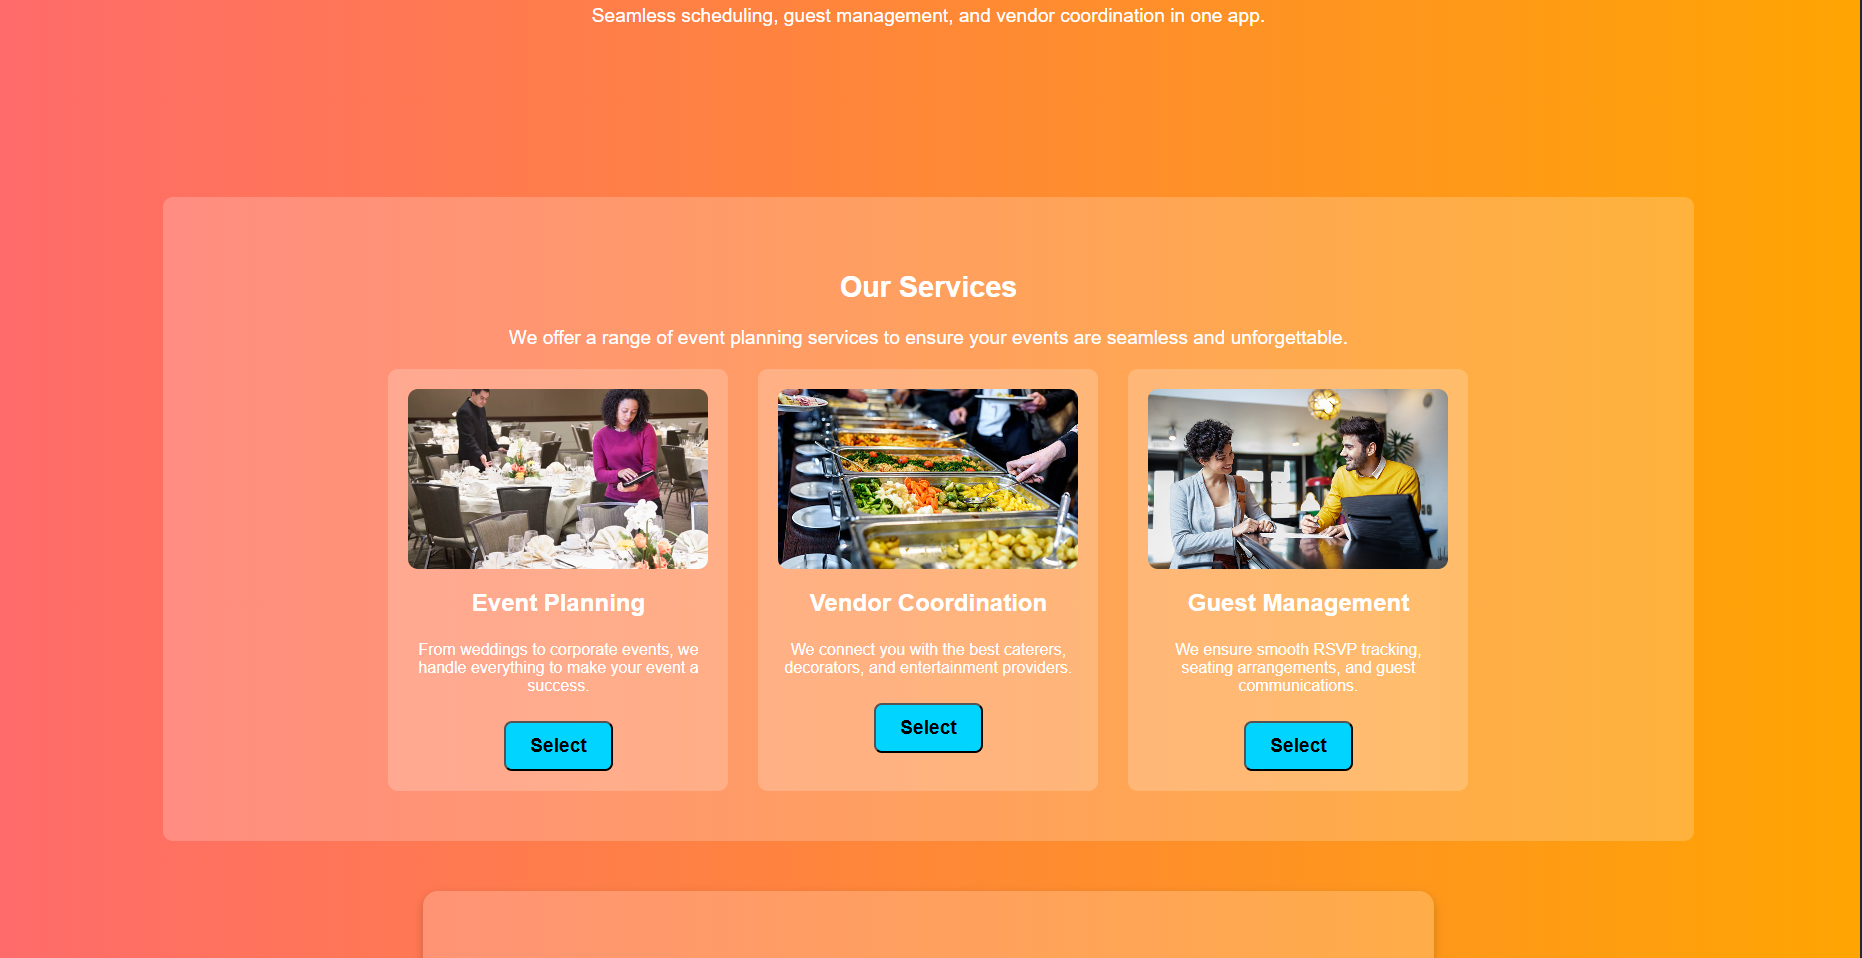 Seamless scheduling, guest management, and vendor coordination in one app.
Our Services
We offer a range of event planning services to ensure your events are seamless and unforgettable.
Event Planning
From weddings to corporate events, we
handle everything to make your event a
success.
Select
Vendor Coordination
We connect you with the best caterers,
decorators, and entertainment providers.
Select
Guest Management
We ensure smooth RSVP tracking,
seating arrangements, and guest
communications.
Select